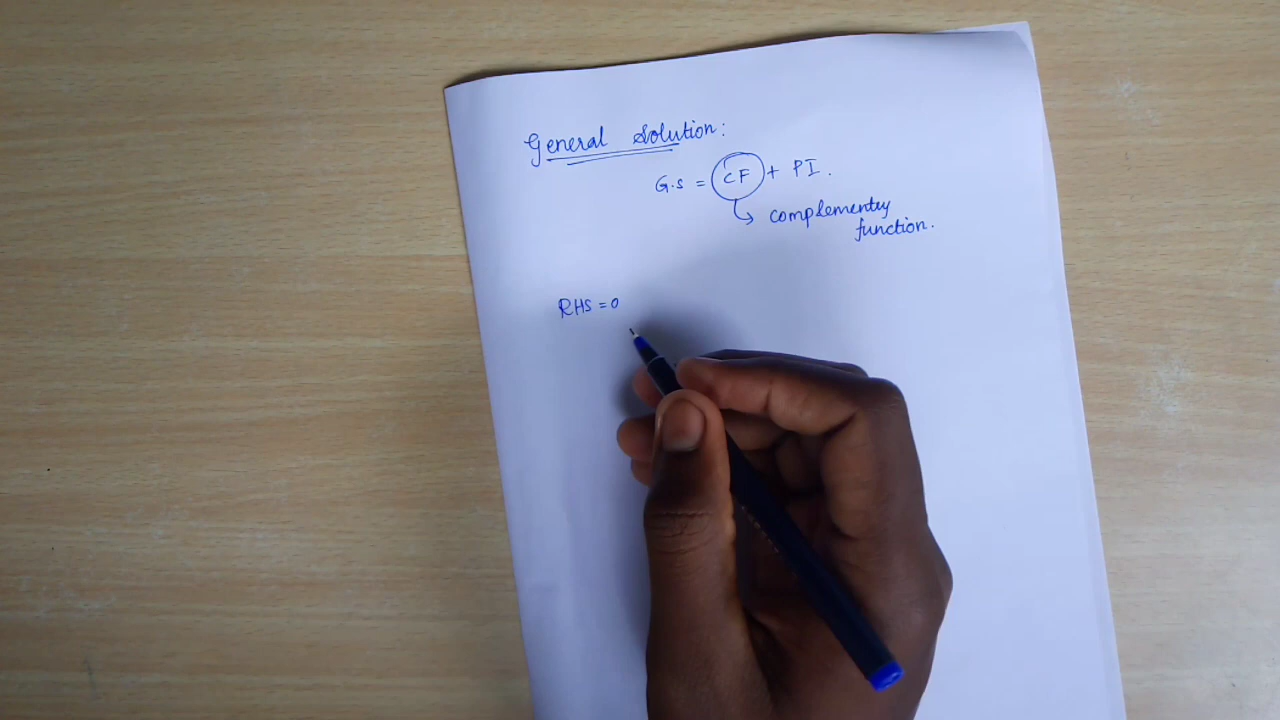 General Solution:
G.S = CF + PI.
complementry
function.
RHS = 0